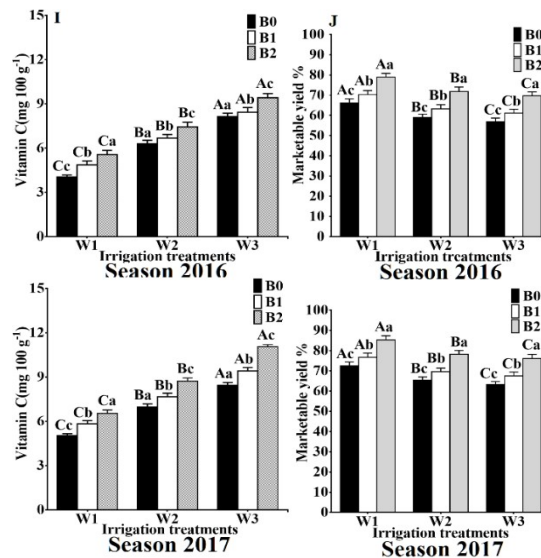 I
B0
B1
B2
Vitamin C(mg 100 g-1)
15
12
9
6
3
0
Cc Cb Ca
Ba Bb Bc
Aa Ab Ac
W1 W2 W3
Irrigation treatments
Season 2016
J
B0
B1
B2
Marketable yield %
100
90
80
70
60
50
40
30
20
10
0
Ac Ab Aa
Bc Bb Ba
Cc Cb Ca
W1 W2 W3
Irrigation treatments
Season 2016
B0
B1
B2
Vitamin C(mg 100 g-1)
15
12
9
6
3
0
Cc Cb Ca
Ba Bb Bc
Aa Ab Ac
W1 W2 W3
Irrigation treatments
Season 2017
B0
B1
B2
Marketable yield %
100
90
80
70
60
50
40
30
20
10
0
Ac Ab Aa
Bc Bb Ba
Cc Cb Ca
W1 W2 W3
Irrigation treatments
Season 2017